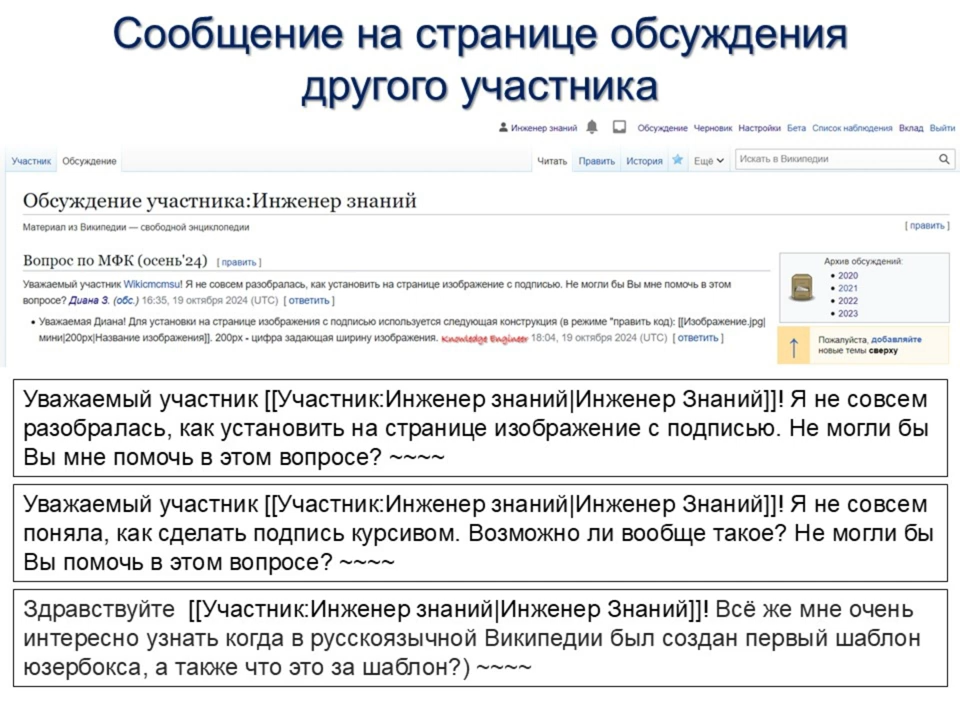 Сообщение на странице обсуждения
другого участника
Инженер знаний Обсуждение Черновик Настройки Бета Список наблюдения Вклад Выйти
Участник Обсуждение Читать Править История Ещё Искать в Википедии
Обсуждение участника:Инженер знаний
Материал из Википедии — свободной энциклопедии [ править ]
Вопрос по МФК (осень'24) [ править ]
Уважаемый участник Wikicmcmsu! Я не совсем разобралась, как установить на странице изображение с подписью. Не могли бы Вы мне помочь в этом
вопросе? Диана З. (обс.) 16:35, 19 октября 2024 (UTC) [ ответить ]
• Уважаемая Диана! Для установки на странице изображения с подписью используется следующая конструкция (в режиме "править код): [[Изображение.jpg|
мини|200px|Название изображения]]. 200px - цифра задающая ширину изображения. Knowledge Engineer 18:04, 19 октября 2024 (UTC) [ ответить ]
Архив обсуждений:
• 2020
• 2021
• 2022
• 2023
Пожалуйста, добавляйте
новые темы сверху
Уважаемый участник [[Участник:Инженер знаний|Инженер Знаний]]! Я не совсем
разобралась, как установить на странице изображение с подписью. Не могли бы
Вы мне помочь в этом вопросе? ~~~~
Уважаемый участник [[Участник:Инженер знаний|Инженер Знаний]]! Я не совсем
поняла, как сделать подпись курсивом. Возможно ли вообще такое? Не могли бы
Вы помочь в этом вопросе? ~~~~
Здравствуйте [[Участник:Инженер знаний|Инженер Знаний]]! Всё же мне очень
интересно узнать когда в русскоязычной Википедии был создан первый шаблон
юзербокса, а также что это за шаблон?) ~~~~